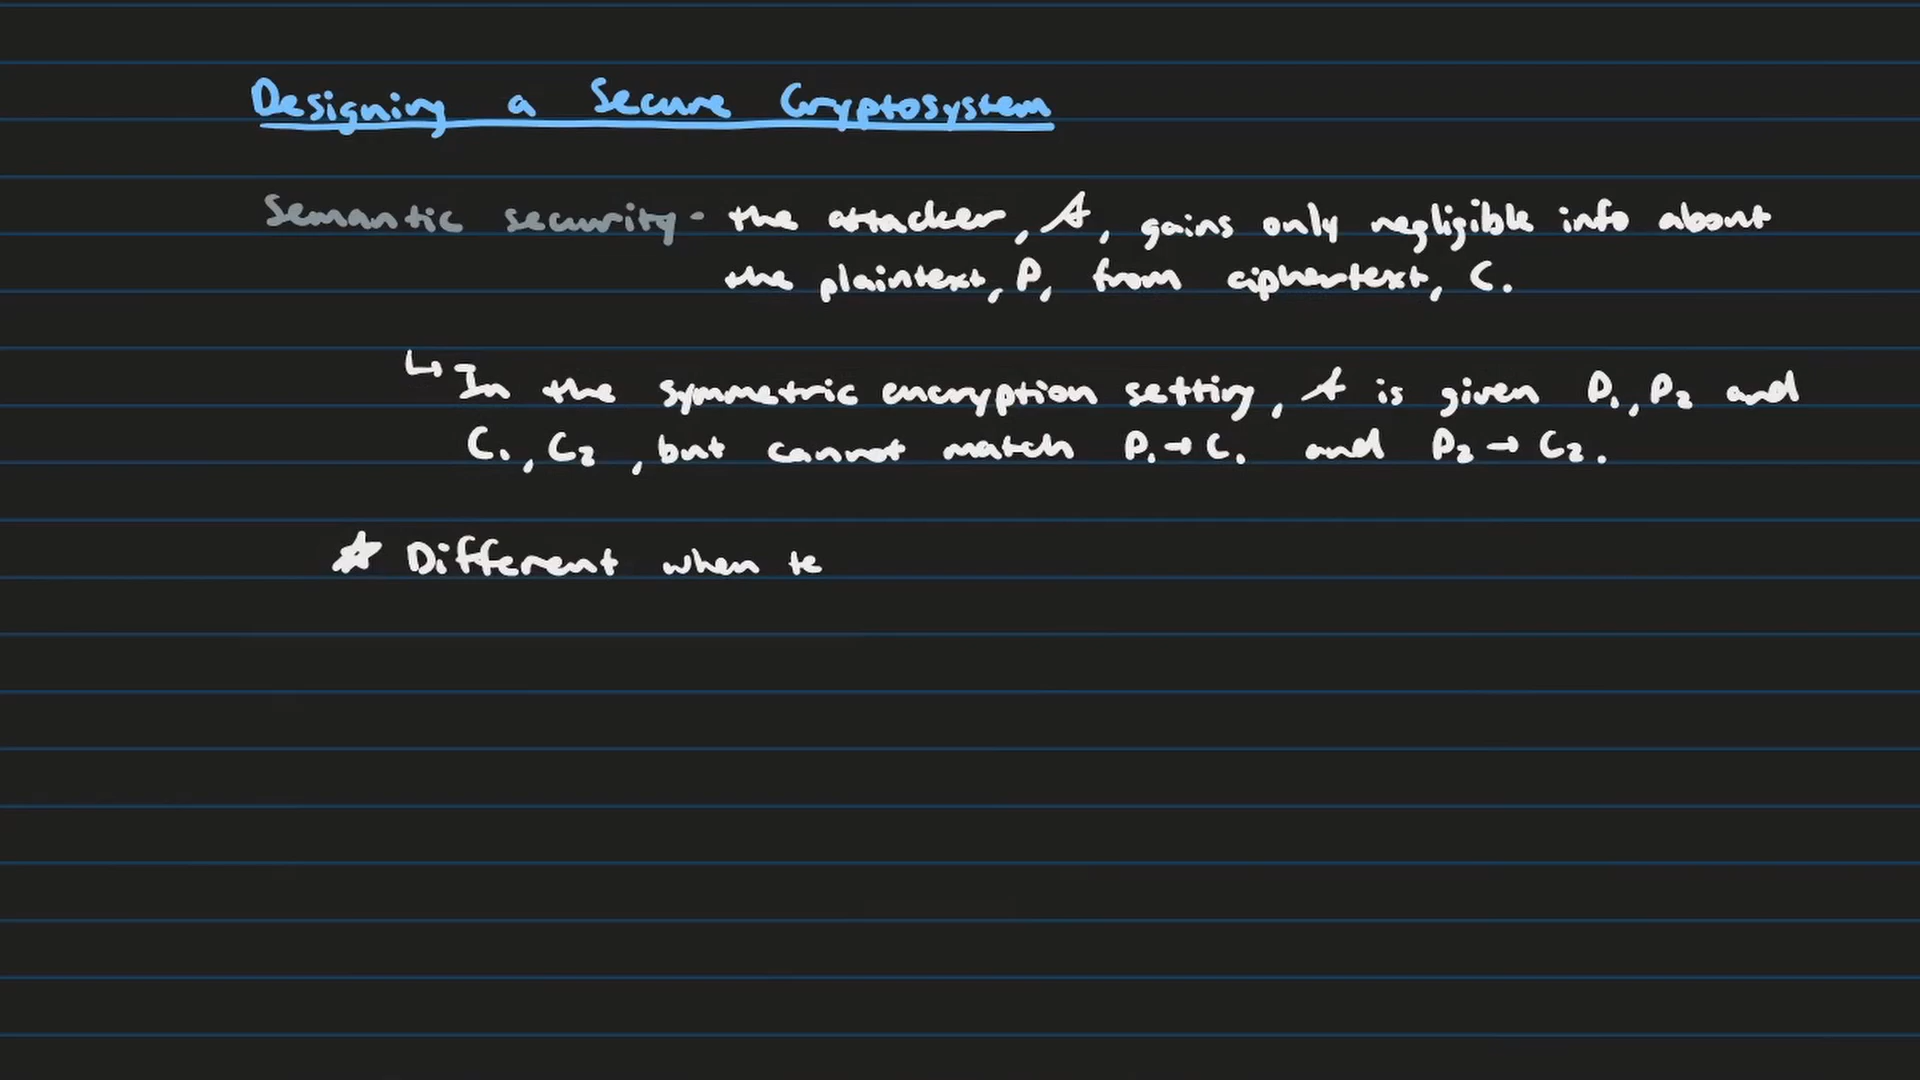 Designing a Secure Cryptosystem
Semantic security - the attacker, A, gains only negligible info about
the plaintext, P, from ciphertext, C.
↳ In the symmetric encryption setting, A is given P₁, P₂ and
C₁, C₂, but cannot match P₁→C₁ and P₂→C₂.
* Different when te